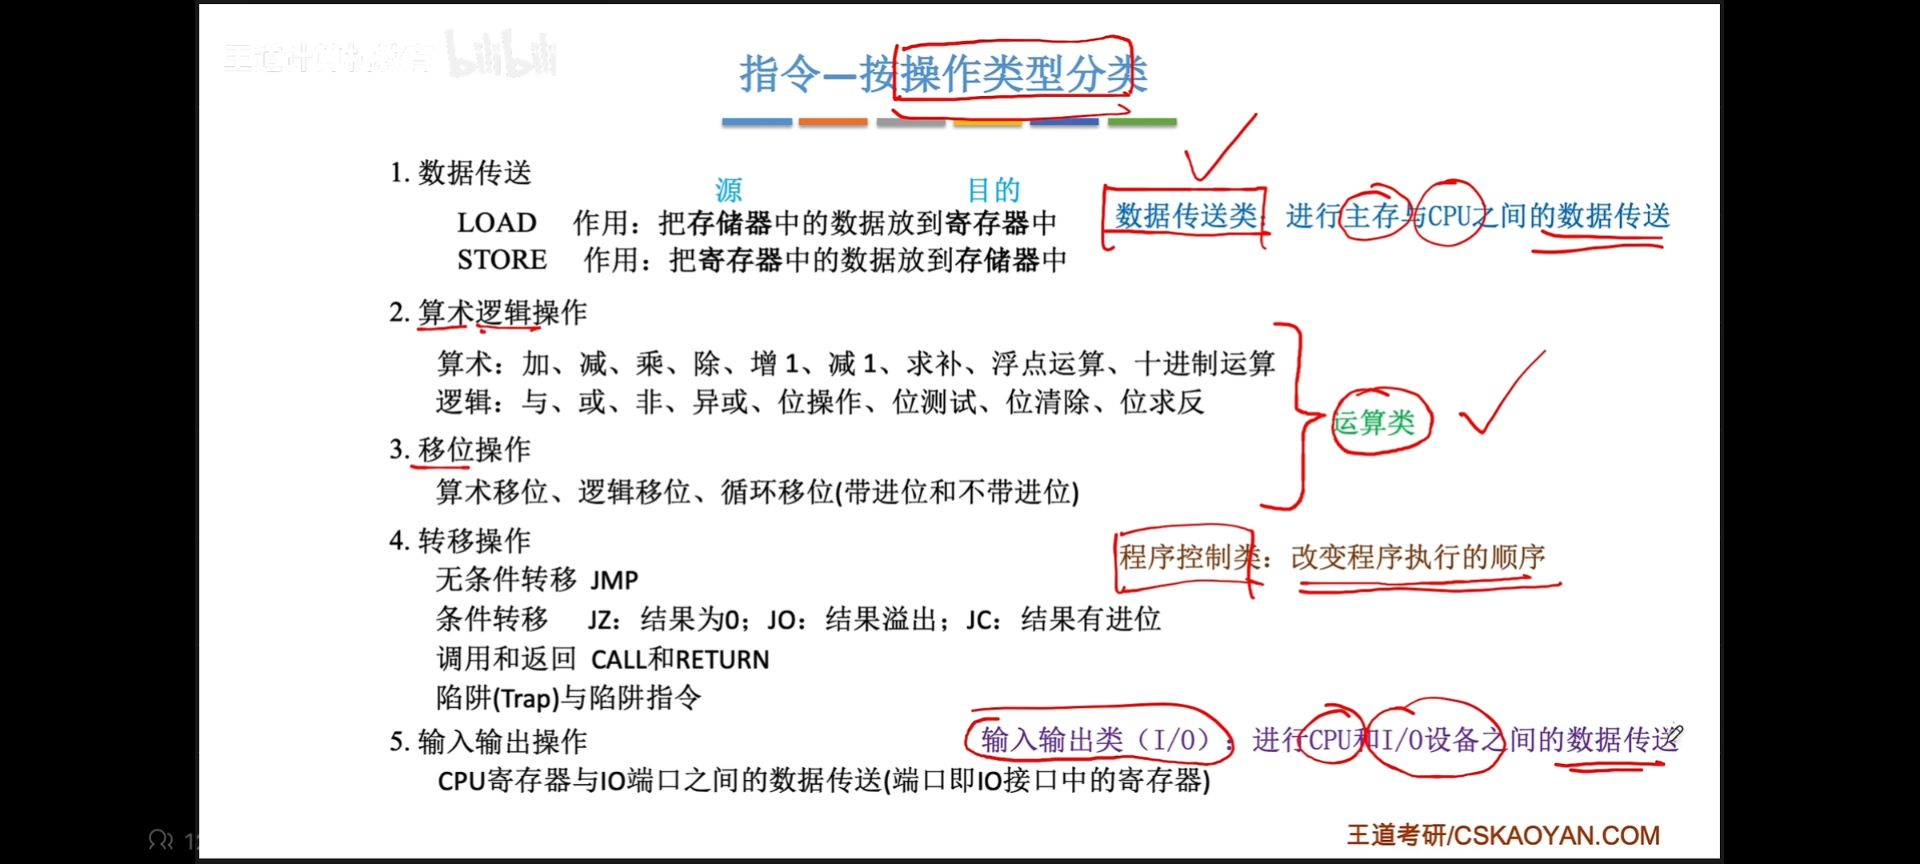 王道计算机教育 bilibili
指令—按操作类型分类
1. 数据传送
源 目的
LOAD 作用：把存储器中的数据放到寄存器中
STORE 作用：把寄存器中的数据放到存储器中
数据传送类：进行主存与CPU之间的数据传送
2. 算术逻辑操作
算术：加、减、乘、除、增 1、减 1、求补、浮点运算、十进制运算
逻辑：与、或、非、异或、位操作、位测试、位清除、位求反
3. 移位操作
算术移位、逻辑移位、循环移位(带进位和不带进位)
运算类
4. 转移操作
无条件转移 JMP
条件转移 JZ：结果为0；JO：结果溢出；JC：结果有进位
调用和返回 CALL和RETURN
陷阱(Trap)与陷阱指令
程序控制类：改变程序执行的顺序
5. 输入输出操作
CPU寄存器与IO端口之间的数据传送(端口即IO接口中的寄存器)
输入输出类（I/O）：进行CPU和I/O设备之间的数据传送
王道考研/CSKAOYAN.COM